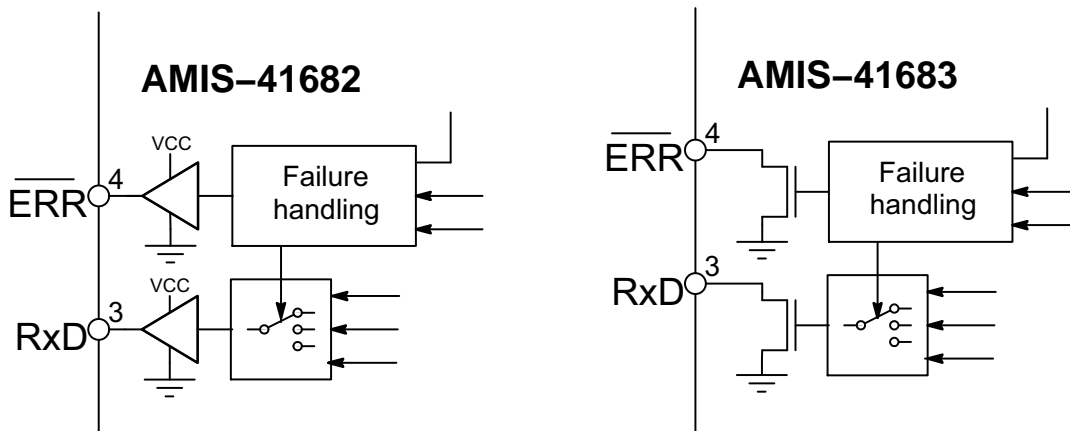 AMIS–41682
VCC
4
ERR
Failure
handling
VCC
3
RxD
AMIS–41683
4
ERR
Failure
handling
3
RxD